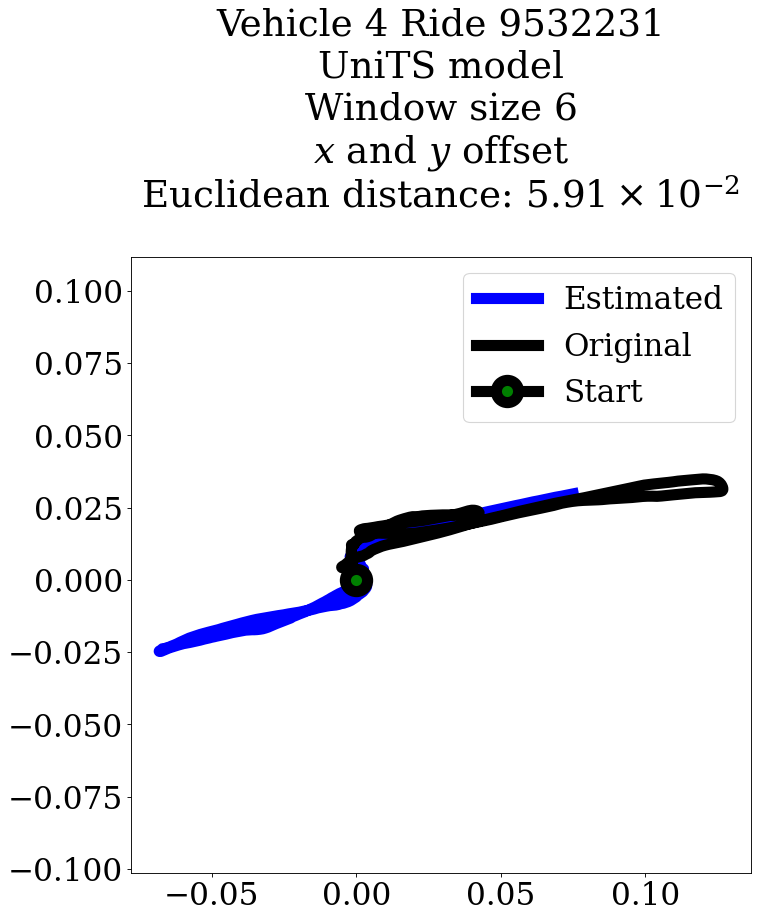 Vehicle 4 Ride 9532231
UniTS model
Window size 6
x and y offset
Euclidean distance: 5.91 × 10⁻²
Estimated
Original
Start
0.100
0.075
0.050
0.025
0.000
−0.025
−0.050
−0.075
−0.100
−0.05 0.00 0.05 0.10